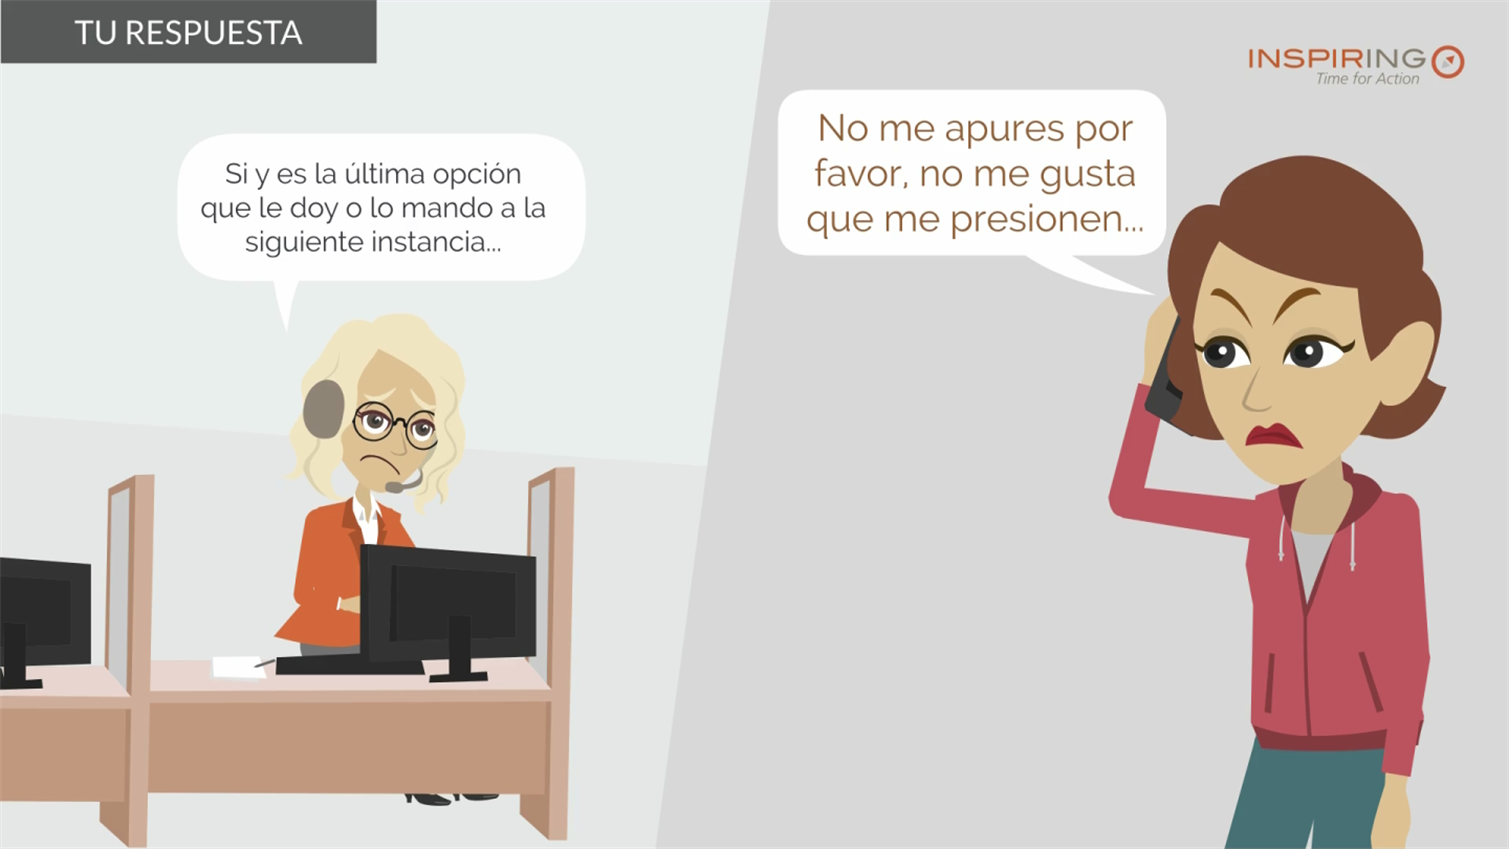 TU RESPUESTA
INSPIRING
Time for Action
Si y es la última opción
que le doy o lo mando a la
siguiente instancia...
No me apures por
favor, no me gusta
que me presionen...